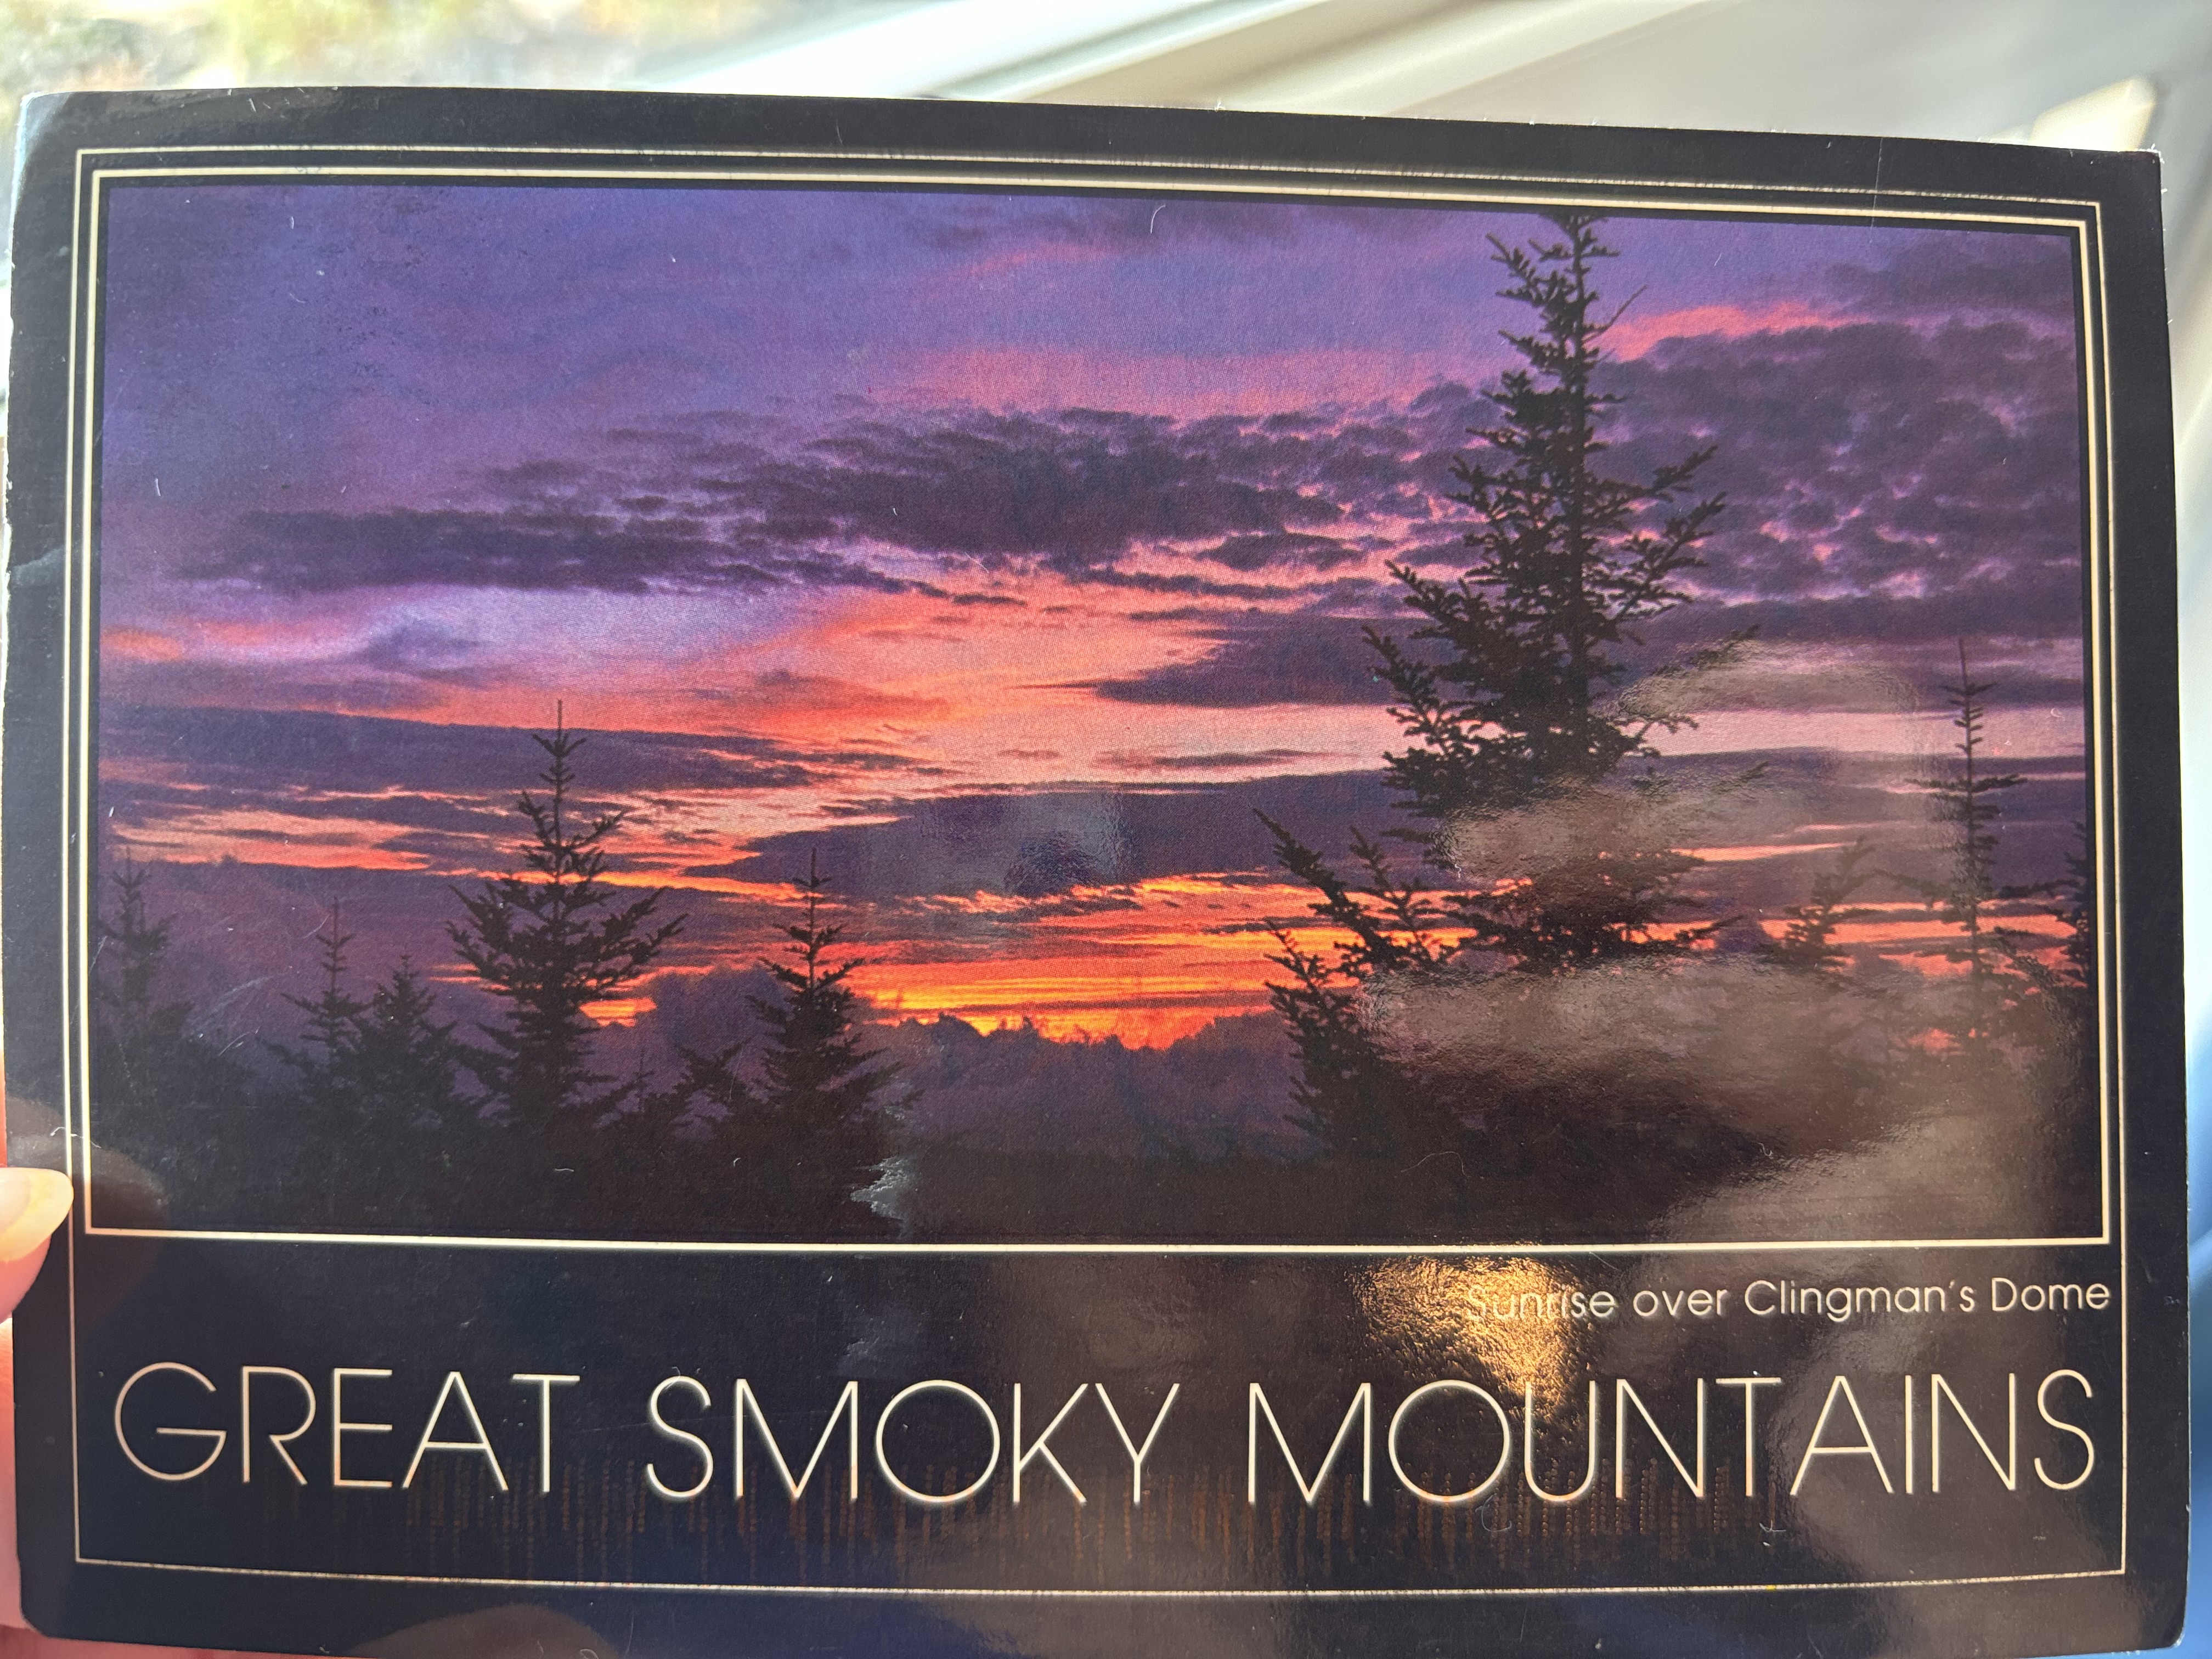 Sunrise over Clingman's Dome
GREAT SMOKY MOUNTAINS